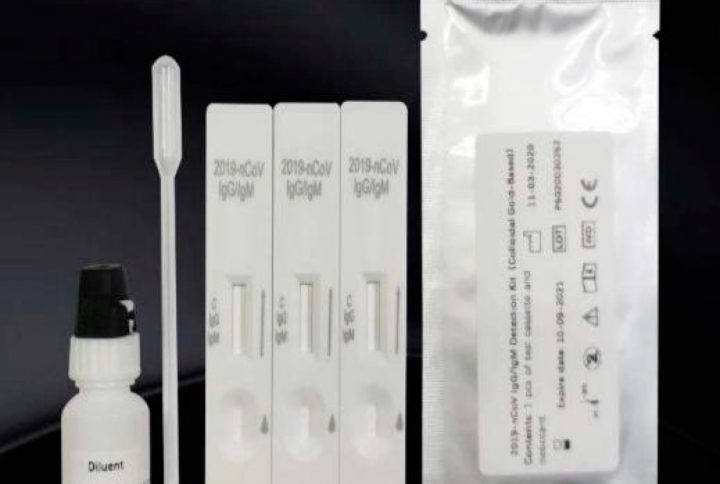 2019-nCoV
IgG/IgM
2019-nCoV
IgG/IgM
2019-nCoV
IgG/IgM
Diluent
2019-nCoV IgG/IgM Detection Kit (Colloidal Gold-Based)
Contents: 1 pcs of test cassette and
desiccant
11-03-2020
Expire date: 10-09-2021
LOT
IVD
CE